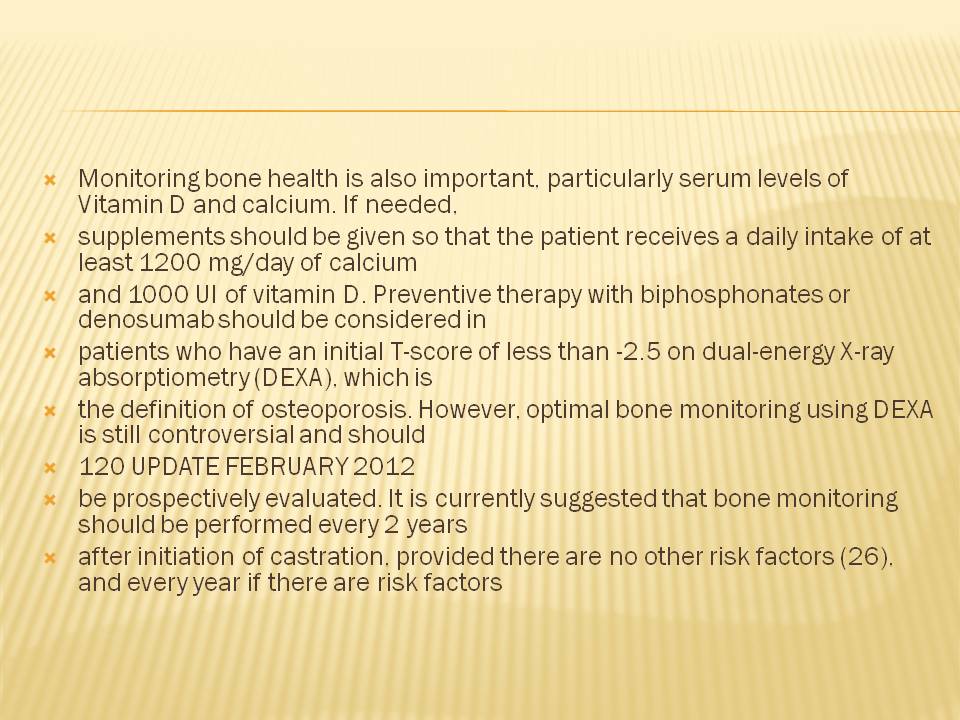 Monitoring bone health is also important, particularly serum levels of
Vitamin D and calcium. If needed,
supplements should be given so that the patient receives a daily intake of at
least 1200 mg/day of calcium
and 1000 UI of vitamin D. Preventive therapy with biphosphonates or
denosumab should be considered in
patients who have an initial T-score of less than -2.5 on dual-energy X-ray
absorptiometry (DEXA), which is
the definition of osteoporosis. However, optimal bone monitoring using DEXA
is still controversial and should
120 UPDATE FEBRUARY 2012
be prospectively evaluated. It is currently suggested that bone monitoring
should be performed every 2 years
after initiation of castration, provided there are no other risk factors (26),
and every year if there are risk factors